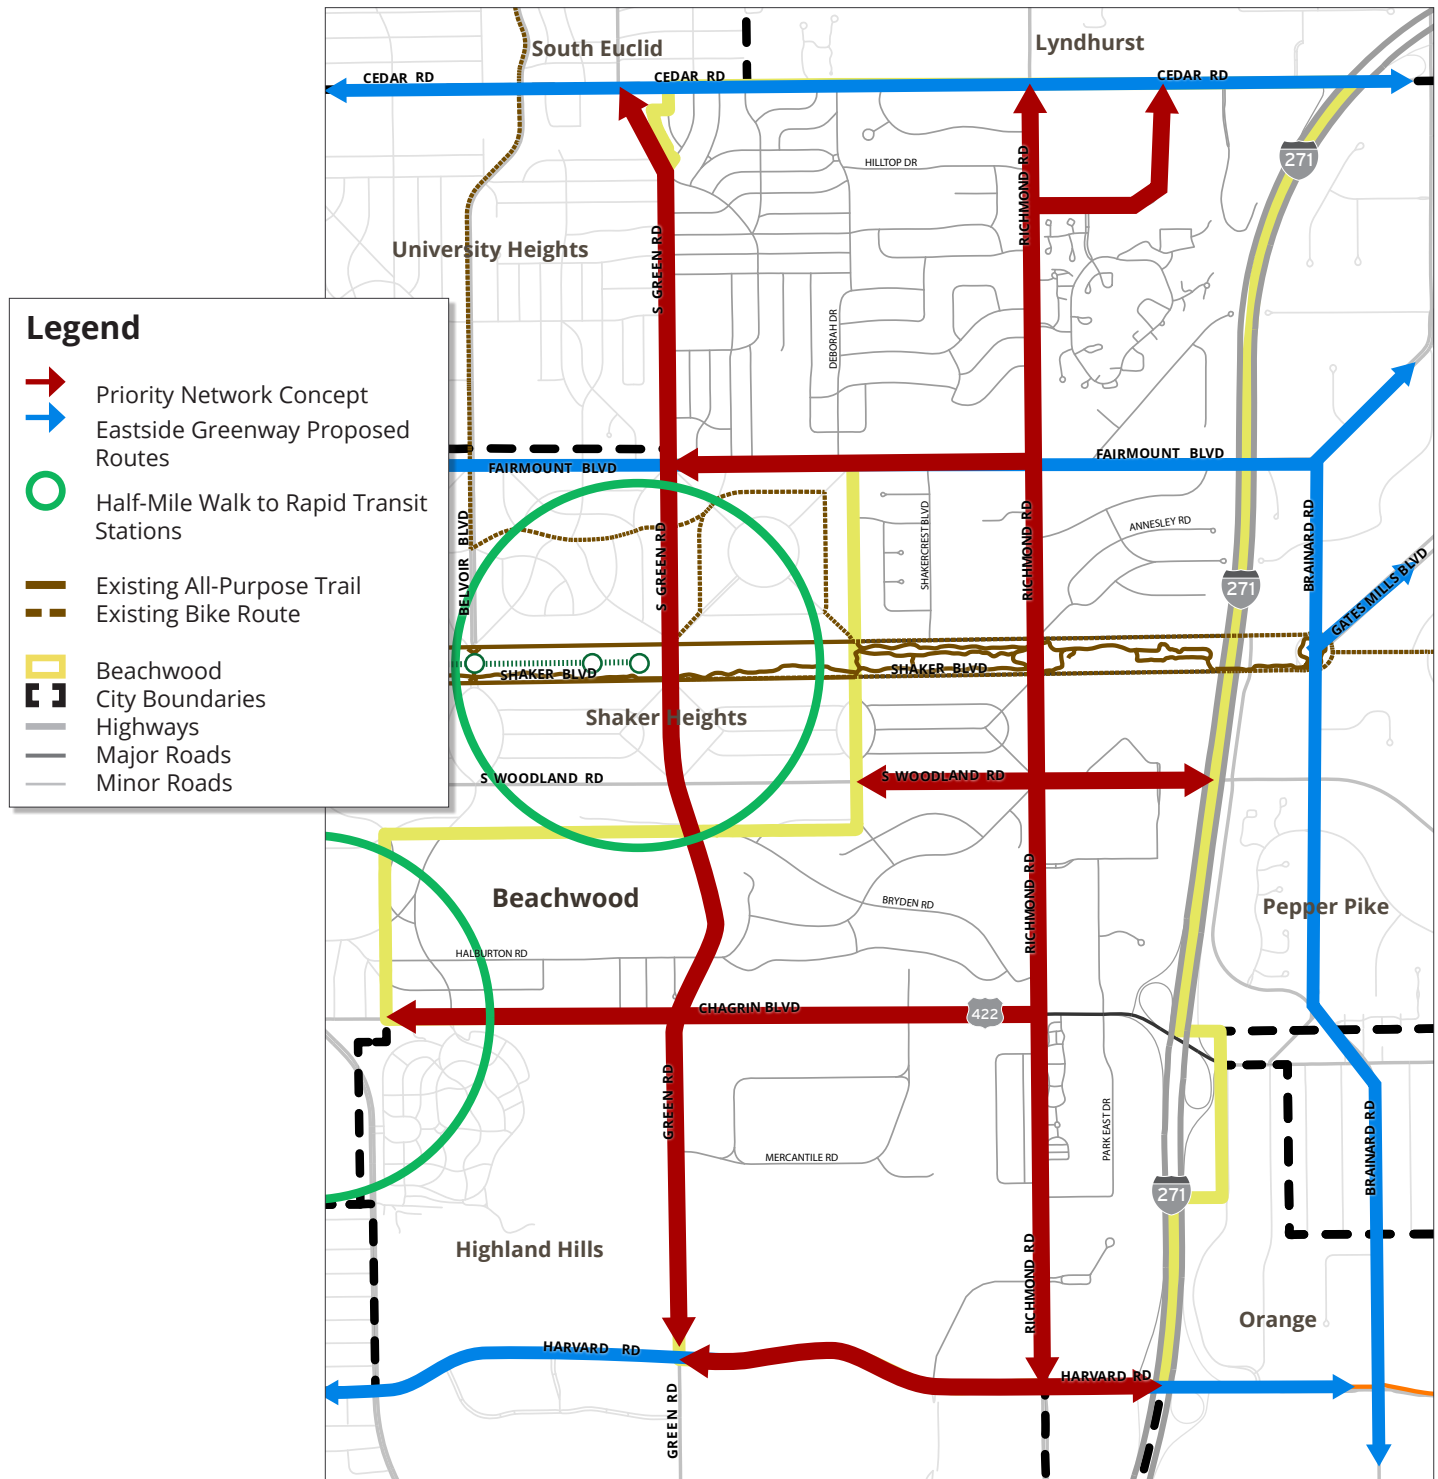 South Euclid
Lyndhurst
CEDAR RD
CEDAR RD
CEDAR RD
271
HILLTOP DR
RICHMOND RD
S GREEN RD
University Heights
DEBORAH DR
Legend
Priority Network Concept
Eastside Greenway Proposed
Routes
Half-Mile Walk to Rapid Transit
Stations
Existing All-Purpose Trail
Existing Bike Route
Beachwood
City Boundaries
Highways
Major Roads
Minor Roads
FAIRMOUNT BLVD
FAIRMOUNT BLVD
BELVOIR BLVD
S GREEN RD
SHAKERCREST BLVD
RICHMOND RD
ANNESLEY RD
271
BRAINARD RD
GATES MILLS BLVD
SHAKER BLVD
SHAKER BLVD
Shaker Heights
S WOODLAND RD
S WOODLAND RD
Beachwood
BRYDEN RD
RICHMOND RD
Pepper Pike
HALBURTON RD
CHAGRIN BLVD
422
GREEN RD
MERCANTILE RD
PARK EAST DR
BRAINARD RD
271
Highland Hills
RICHMOND RD
Orange
HARVARD RD
HARVARD RD
GREEN RD